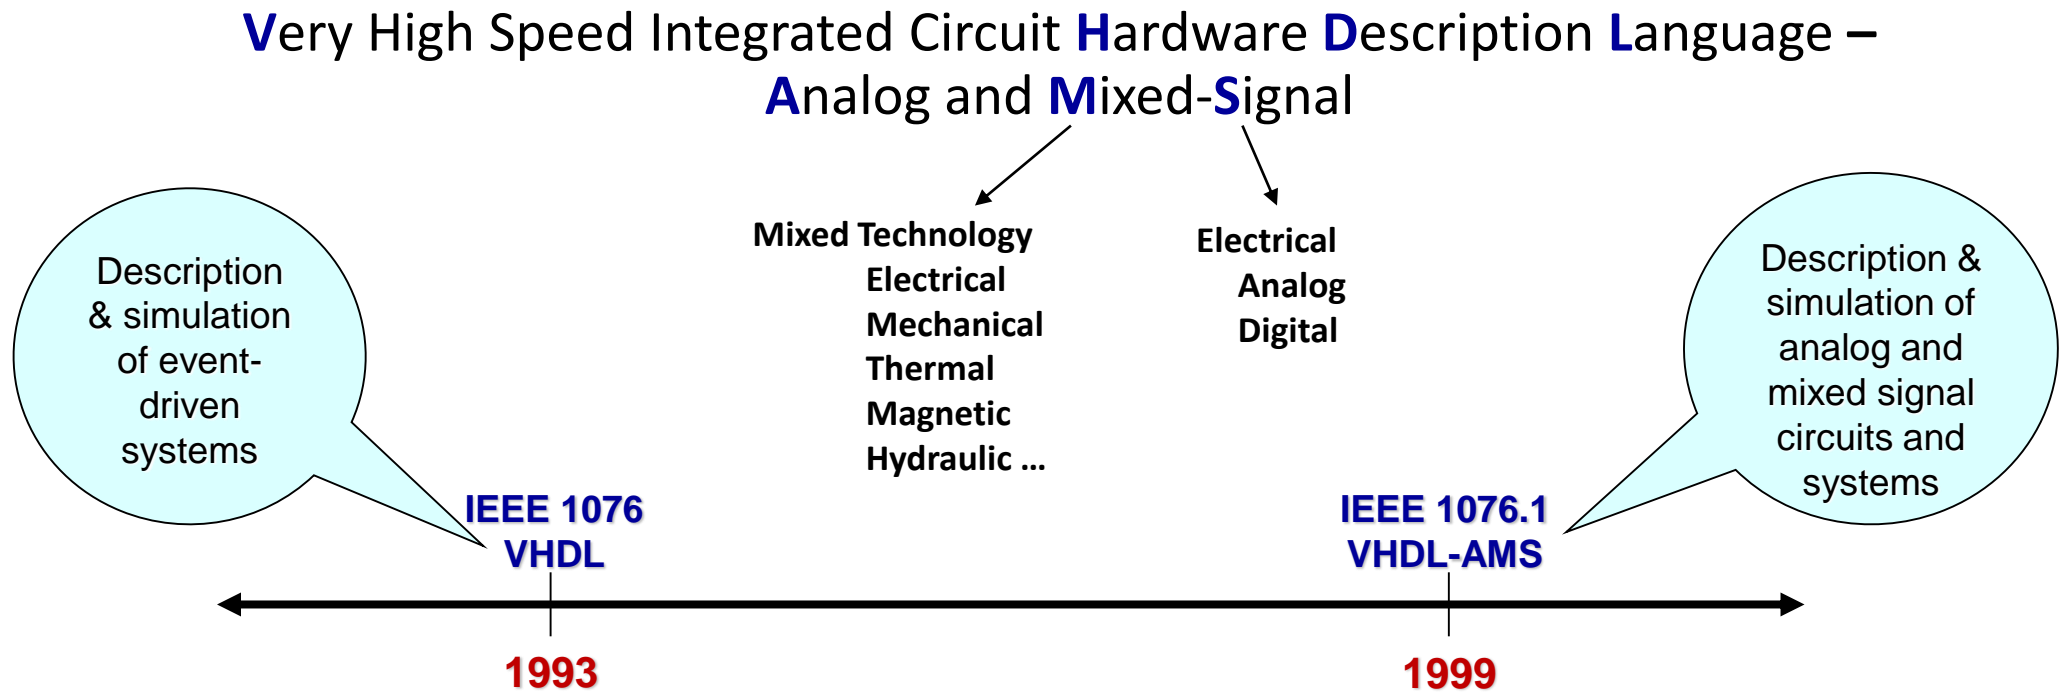 Very High Speed Integrated Circuit Hardware Description Language –
Analog and Mixed-Signal
Description
& simulation
of event-
driven
systems
Mixed Technology
Electrical
Mechanical
Thermal
Magnetic
Hydraulic ...
Electrical
Analog
Digital
Description &
simulation of
analog and
mixed signal
circuits and
systems
IEEE 1076
VHDL
IEEE 1076.1
VHDL-AMS
1993
1999